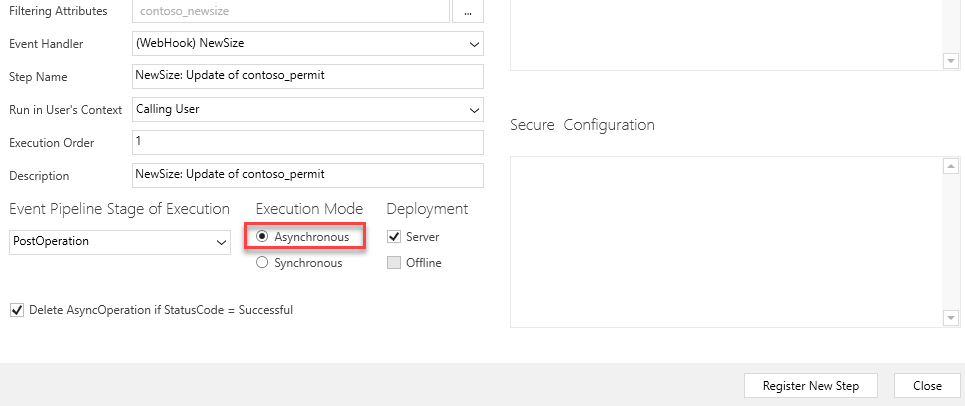 Filtering Attributes contoso_newsize ...
Event Handler (WebHook) NewSize
Step Name NewSize: Update of contoso_permit
Run in User's Context Calling User
Execution Order 1
Description NewSize: Update of contoso_permit
Event Pipeline Stage of Execution Execution Mode Deployment
PostOperation Asynchronous Server
Synchronous Offline
Delete AsyncOperation if StatusCode = Successful
Secure Configuration
Register New Step Close